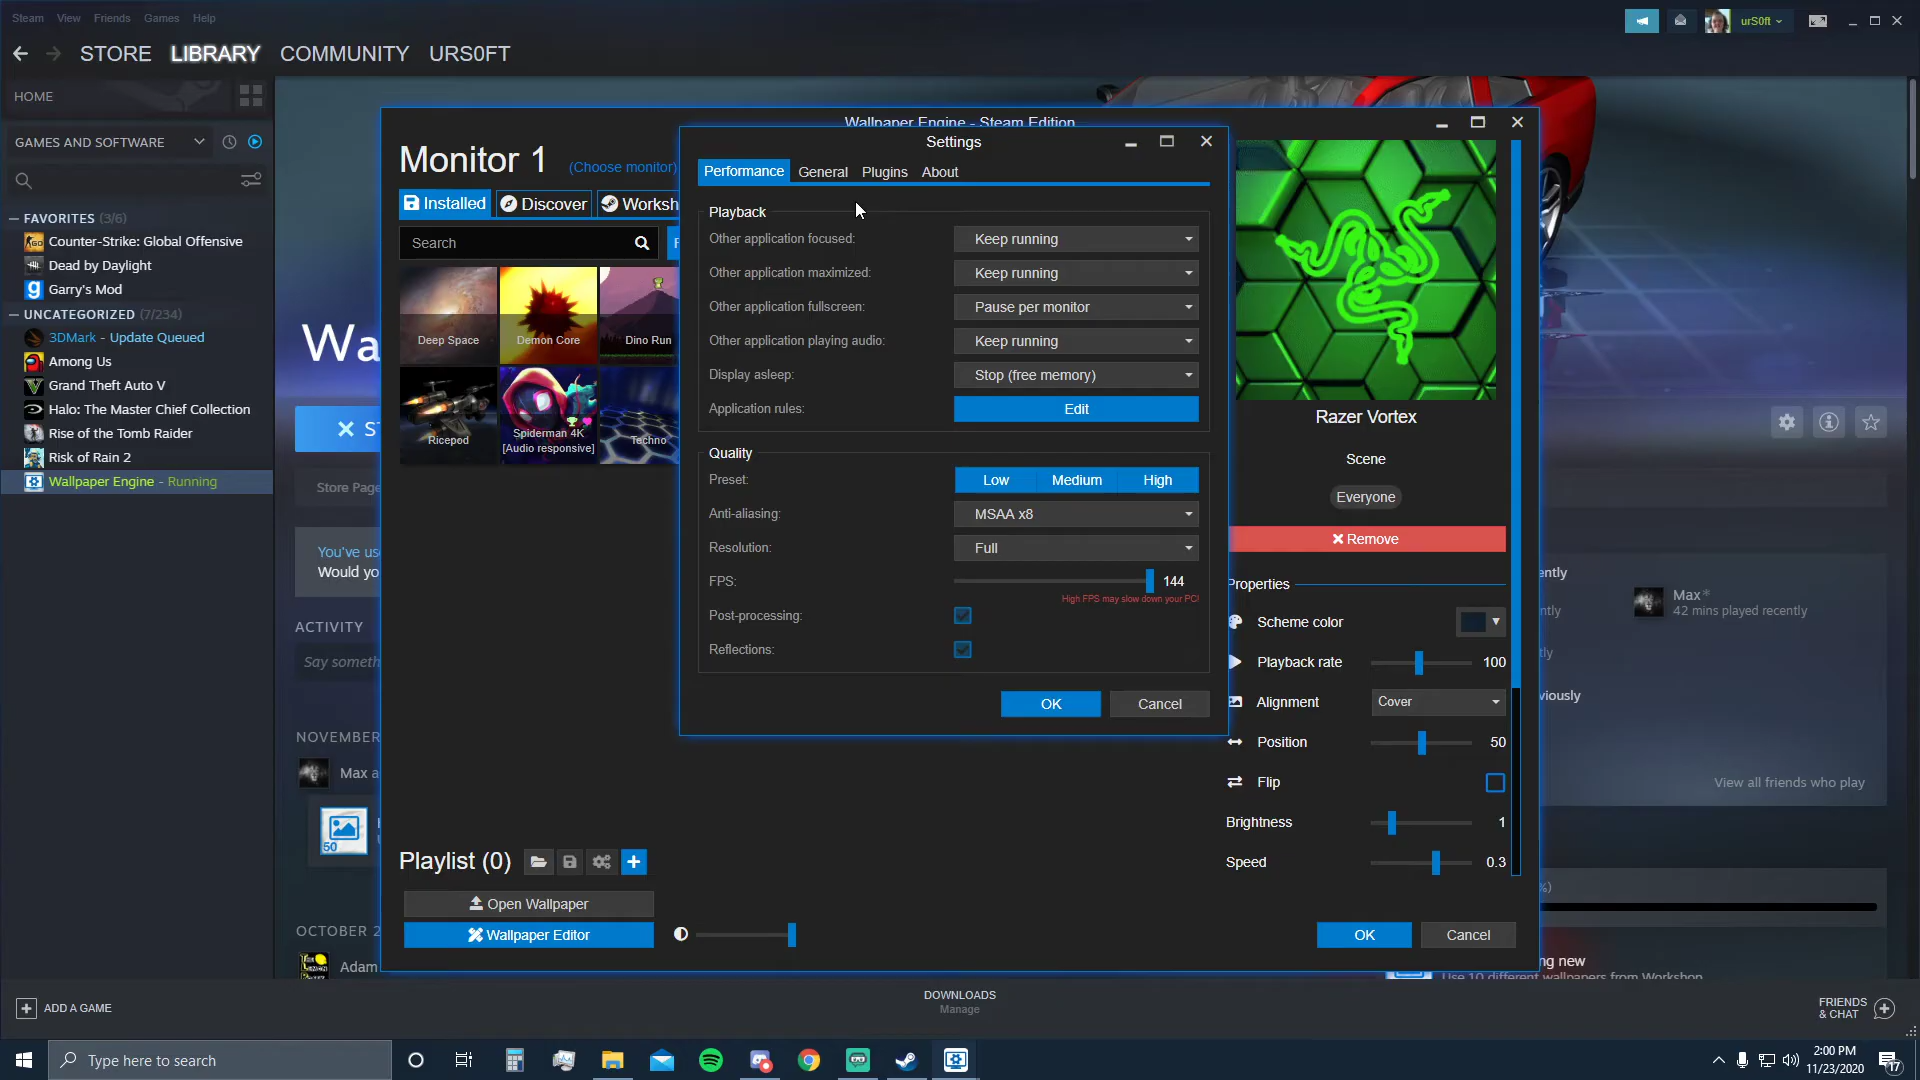 Steam View Friends Games Help
urS0ft
STORE LIBRARY COMMUNITY URS0FT
HOME
GAMES AND SOFTWARE
FAVORITES (3/6)
Counter-Strike: Global Offensive
Dead by Daylight
Garry's Mod
UNCATEGORIZED (7/234)
3DMark - Update Queued
Among Us
Grand Theft Auto V
Halo: The Master Chief Collection
Rise of the Tomb Raider
Risk of Rain 2
Wallpaper Engine - Running
Wa
ST
Store Page
You've us
Would yo
ACTIVITY
Say someth
NOVEMBER
Max a
50
OCTOBER 2
Adam
Wallpaper Engine - Steam Edition
Monitor 1 (Choose monitor)
Installed Discover Worksh
Search
Deep Space
Demon Core
Dino Run
Ricepod
Spiderman 4K
[Audio responsive]
Techno
Playlist (0)
Open Wallpaper
Wallpaper Editor
Settings
Performance General Plugins About
Playback
Other application focused: Keep running
Other application maximized: Keep running
Other application fullscreen: Pause per monitor
Other application playing audio: Keep running
Display asleep: Stop (free memory)
Application rules: Edit
Quality
Preset: Low Medium High
Anti-aliasing: MSAA x8
Resolution: Full
FPS: 144
High FPS may slow down your PC!
Post-processing:
Reflections:
OK Cancel
Razer Vortex
Scene
Everyone
Remove
Properties
Scheme color
Playback rate 100
Alignment Cover
Position 50
Flip
Brightness 1
Speed 0.3
OK Cancel
ently
Max*
42 mins played recently
View all friends who play
%)
ng new
Use 10 different wallpapers from Workshop
ADD A GAME
DOWNLOADS
Manage
FRIENDS
& CHAT
Type here to search
2:00 PM
11/23/2020
17